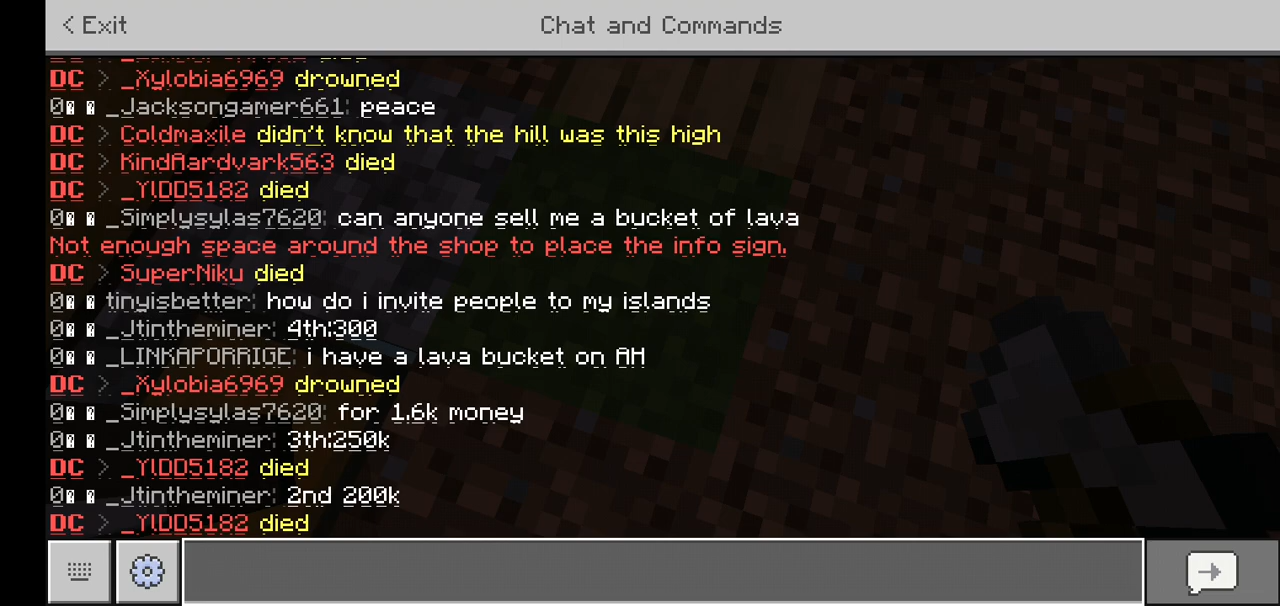 Exit
Chat and Commands
died
DC > _Xylobia6969 drowned
0 _Jacksongamer661: peace
DC > Coldmaxile didn't know that the hill was this high
DC > KindAardvark563 died
DC > _YlDD5182 died
0 _Simplysylas7620: can anyone sell me a bucket of lava
Not enough space around the shop to place the info sign.
DC > SuperNiku died
0 tinyisbetter: how do i invite people to my islands
0 _Jtintheminer: 4th:300
0 _LINKAPORRIGE: i have a lava bucket on AH
DC > _Xylobia6969 drowned
0 _Simplysylas7620: for 1.6k money
0 _Jtintheminer: 3th:250k
DC > _YlDD5182 died
0 _Jtintheminer: 2nd 200k
DC > _YlDD5182 died